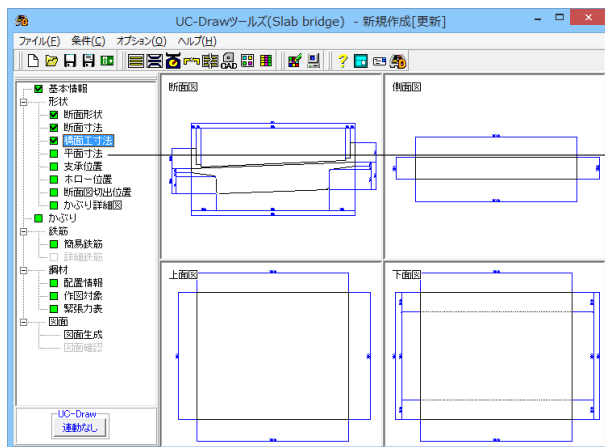 UC-Drawツールズ(Slab bridge) - 新規作成[更新]
ファイル(F) 条件(C) オプション(O) ヘルプ(H)
CAD
基本情報
形状
断面形状
断面寸法
橋面工寸法
平面寸法
支承位置
ホロー位置
断面図切出位置
かぶり詳細図
かぶり
鉄筋
簡易鉄筋
詳細鉄筋
鋼材
配置情報
作図対象
緊張力表
図面
図面生成
図面確認
UC-Draw
連動なし
断面図
側面図
上面図
下面図